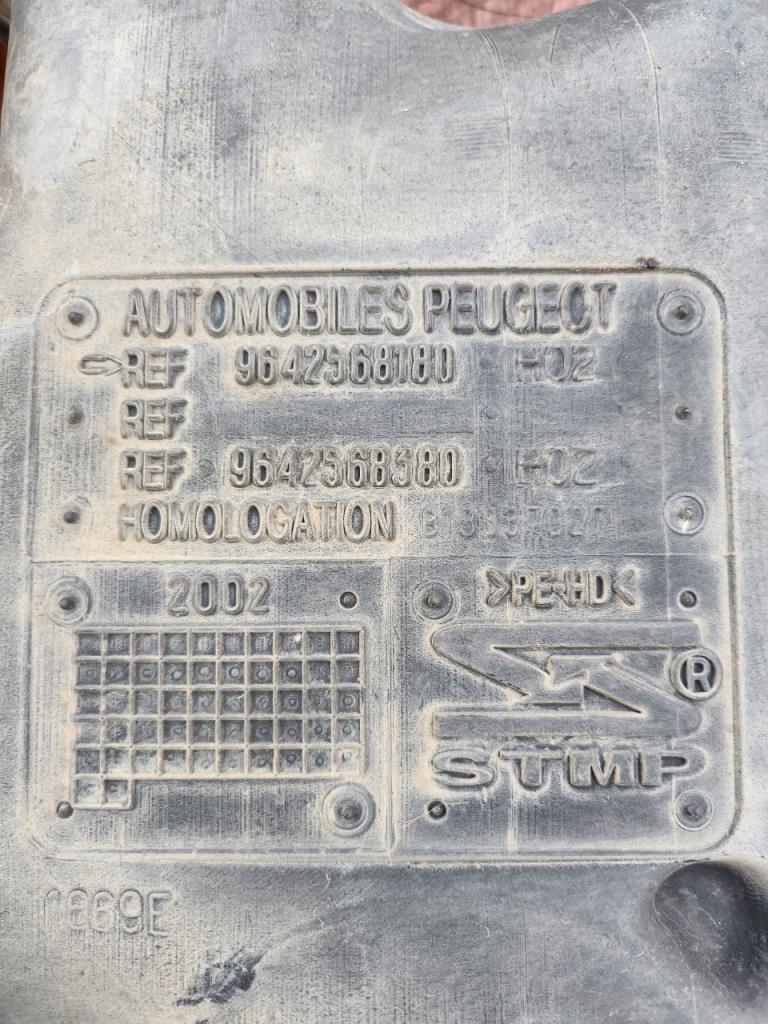 AUTOMOBILES PEUGEOT
REF 9642568180 H02
REF
REF 9642568380 H02
HOMOLOGATION
2002
>PE-HD<
®
STMP